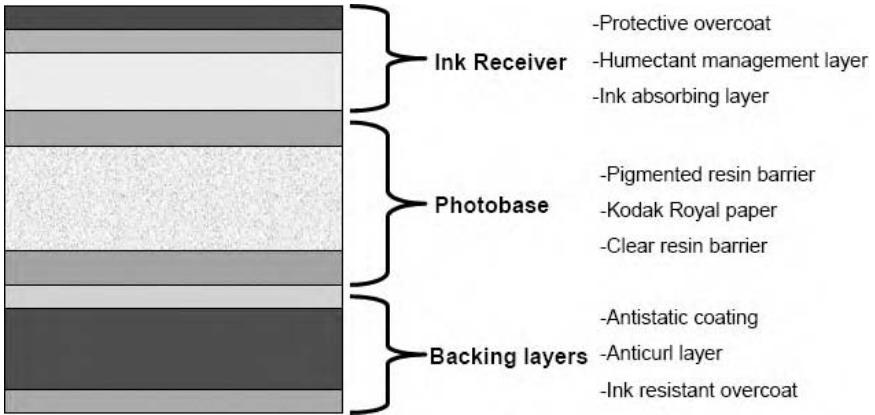 Ink Receiver
-Protective overcoat
-Humectant management layer
-Ink absorbing layer
Photobase
-Pigmented resin barrier
-Kodak Royal paper
-Clear resin barrier
Backing layers
-Antistatic coating
-Anticurl layer
-Ink resistant overcoat